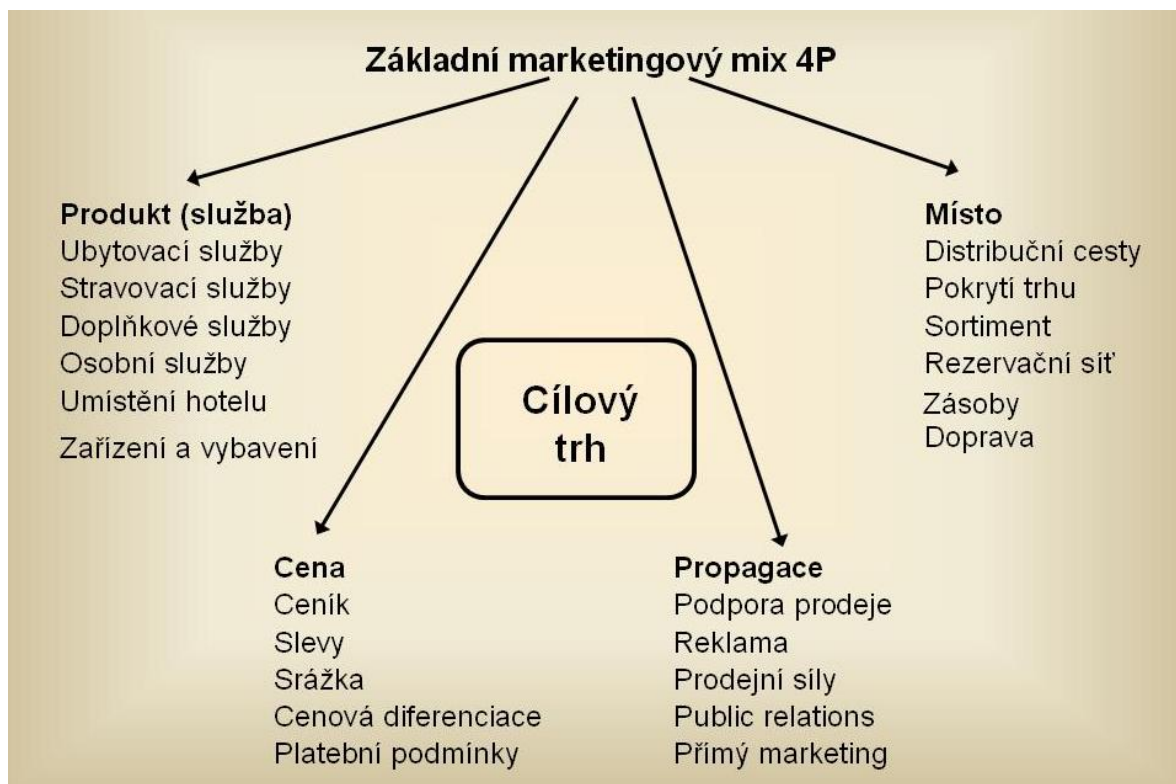 Základní marketingový mix 4P
Produkt (služba)
Ubytovací služby
Stravovací služby
Doplňkové služby
Osobní služby
Umístění hotelu
Zařízení a vybavení
Místo
Distribuční cesty
Pokrytí trhu
Sortiment
Rezervační síť
Zásoby
Doprava
Cílový
trh
Cena
Ceník
Slevy
Srážka
Cenová diferenciace
Platební podmínky
Propagace
Podpora prodeje
Reklama
Prodejní síly
Public relations
Přímý marketing